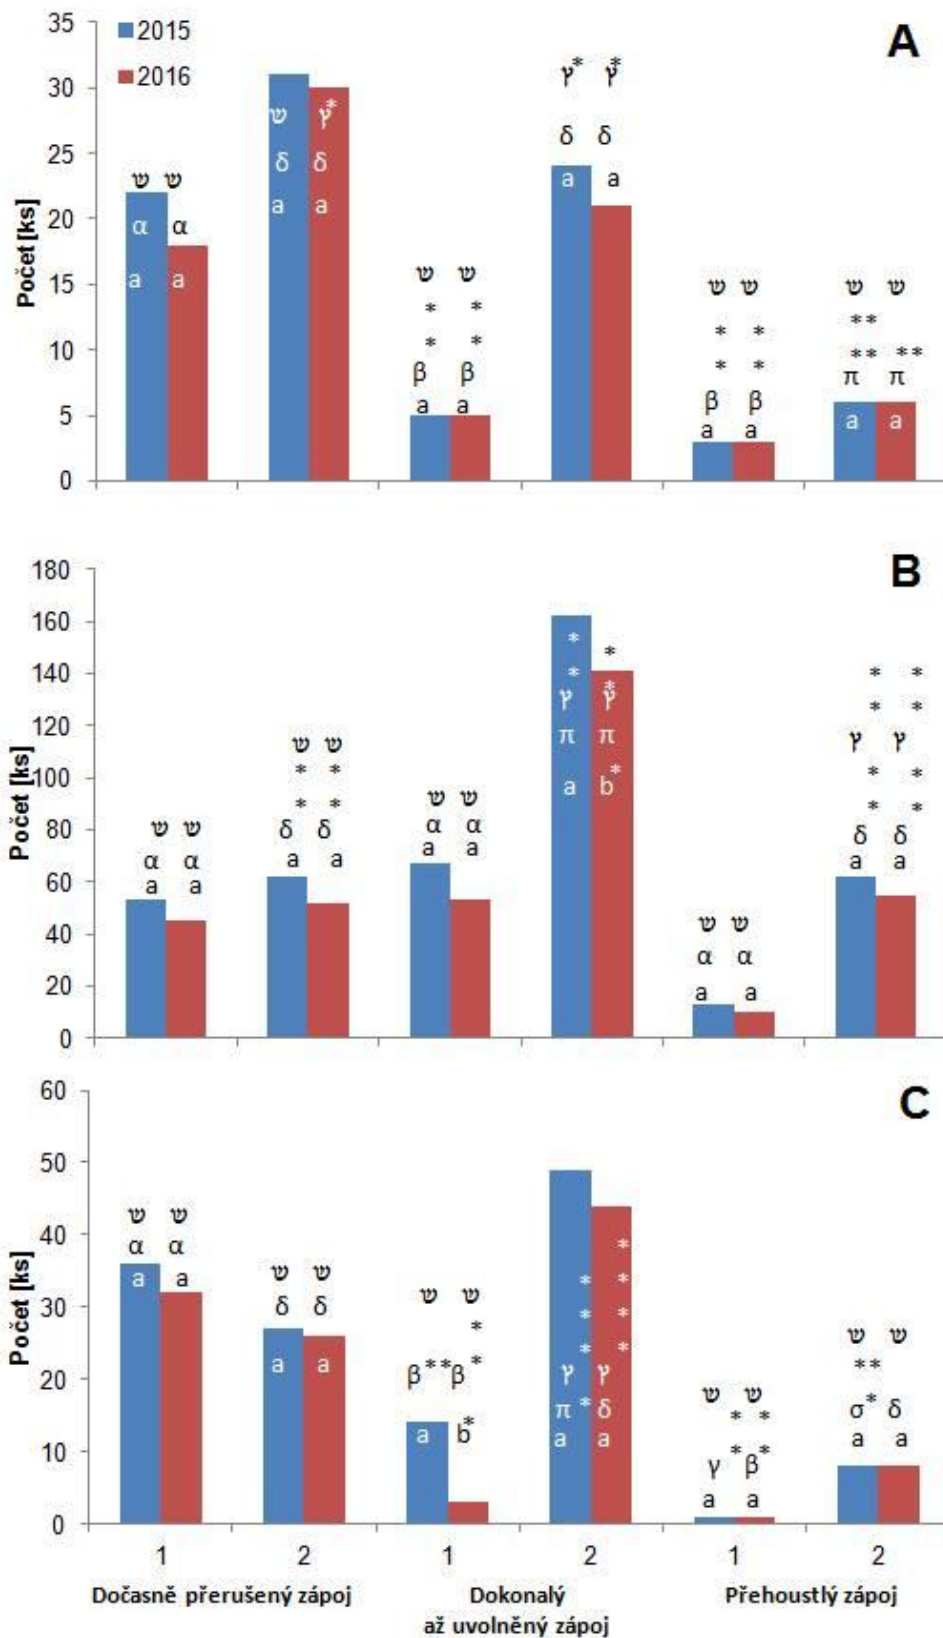 A
2015
2016
Počet [ks]
35
30
25
20
15
10
5
0
ש ש
α α
a a
ש ץ*
δ δ
a a
ש ש
* *
* *
β β
a a
ץ* ץ*
δ δ
a a
ש ש
* *
* *
β β
a a
ש ש
**
** **
π π
a a
B
Počet [ks]
180
160
140
120
100
80
60
40
20
0
ש ש
α α
a a
ש ש
* *
* *
δ δ
a a
ש ש
α α
a a
* *
* *
ץ ץ
π π
a b*
ש ש
α α
a a
* *
* *
ץ ץ
* *
* *
δ δ
a a
C
Počet [ks]
60
50
40
30
20
10
0
ש ש
α α
a a
ש ש
δ δ
a a
ש ש
*
β** β *
a b*
*
* *
* *
* *
ץ ץ
π* δ
a a
ש ש
* *
γ* β*
a a
ש ש
**
σ* δ
a a
1 2 1 2 1 2
Dočasně přerušený zápoj
Dokonalý
až uvolněný zápoj
Přehoustlý zápoj